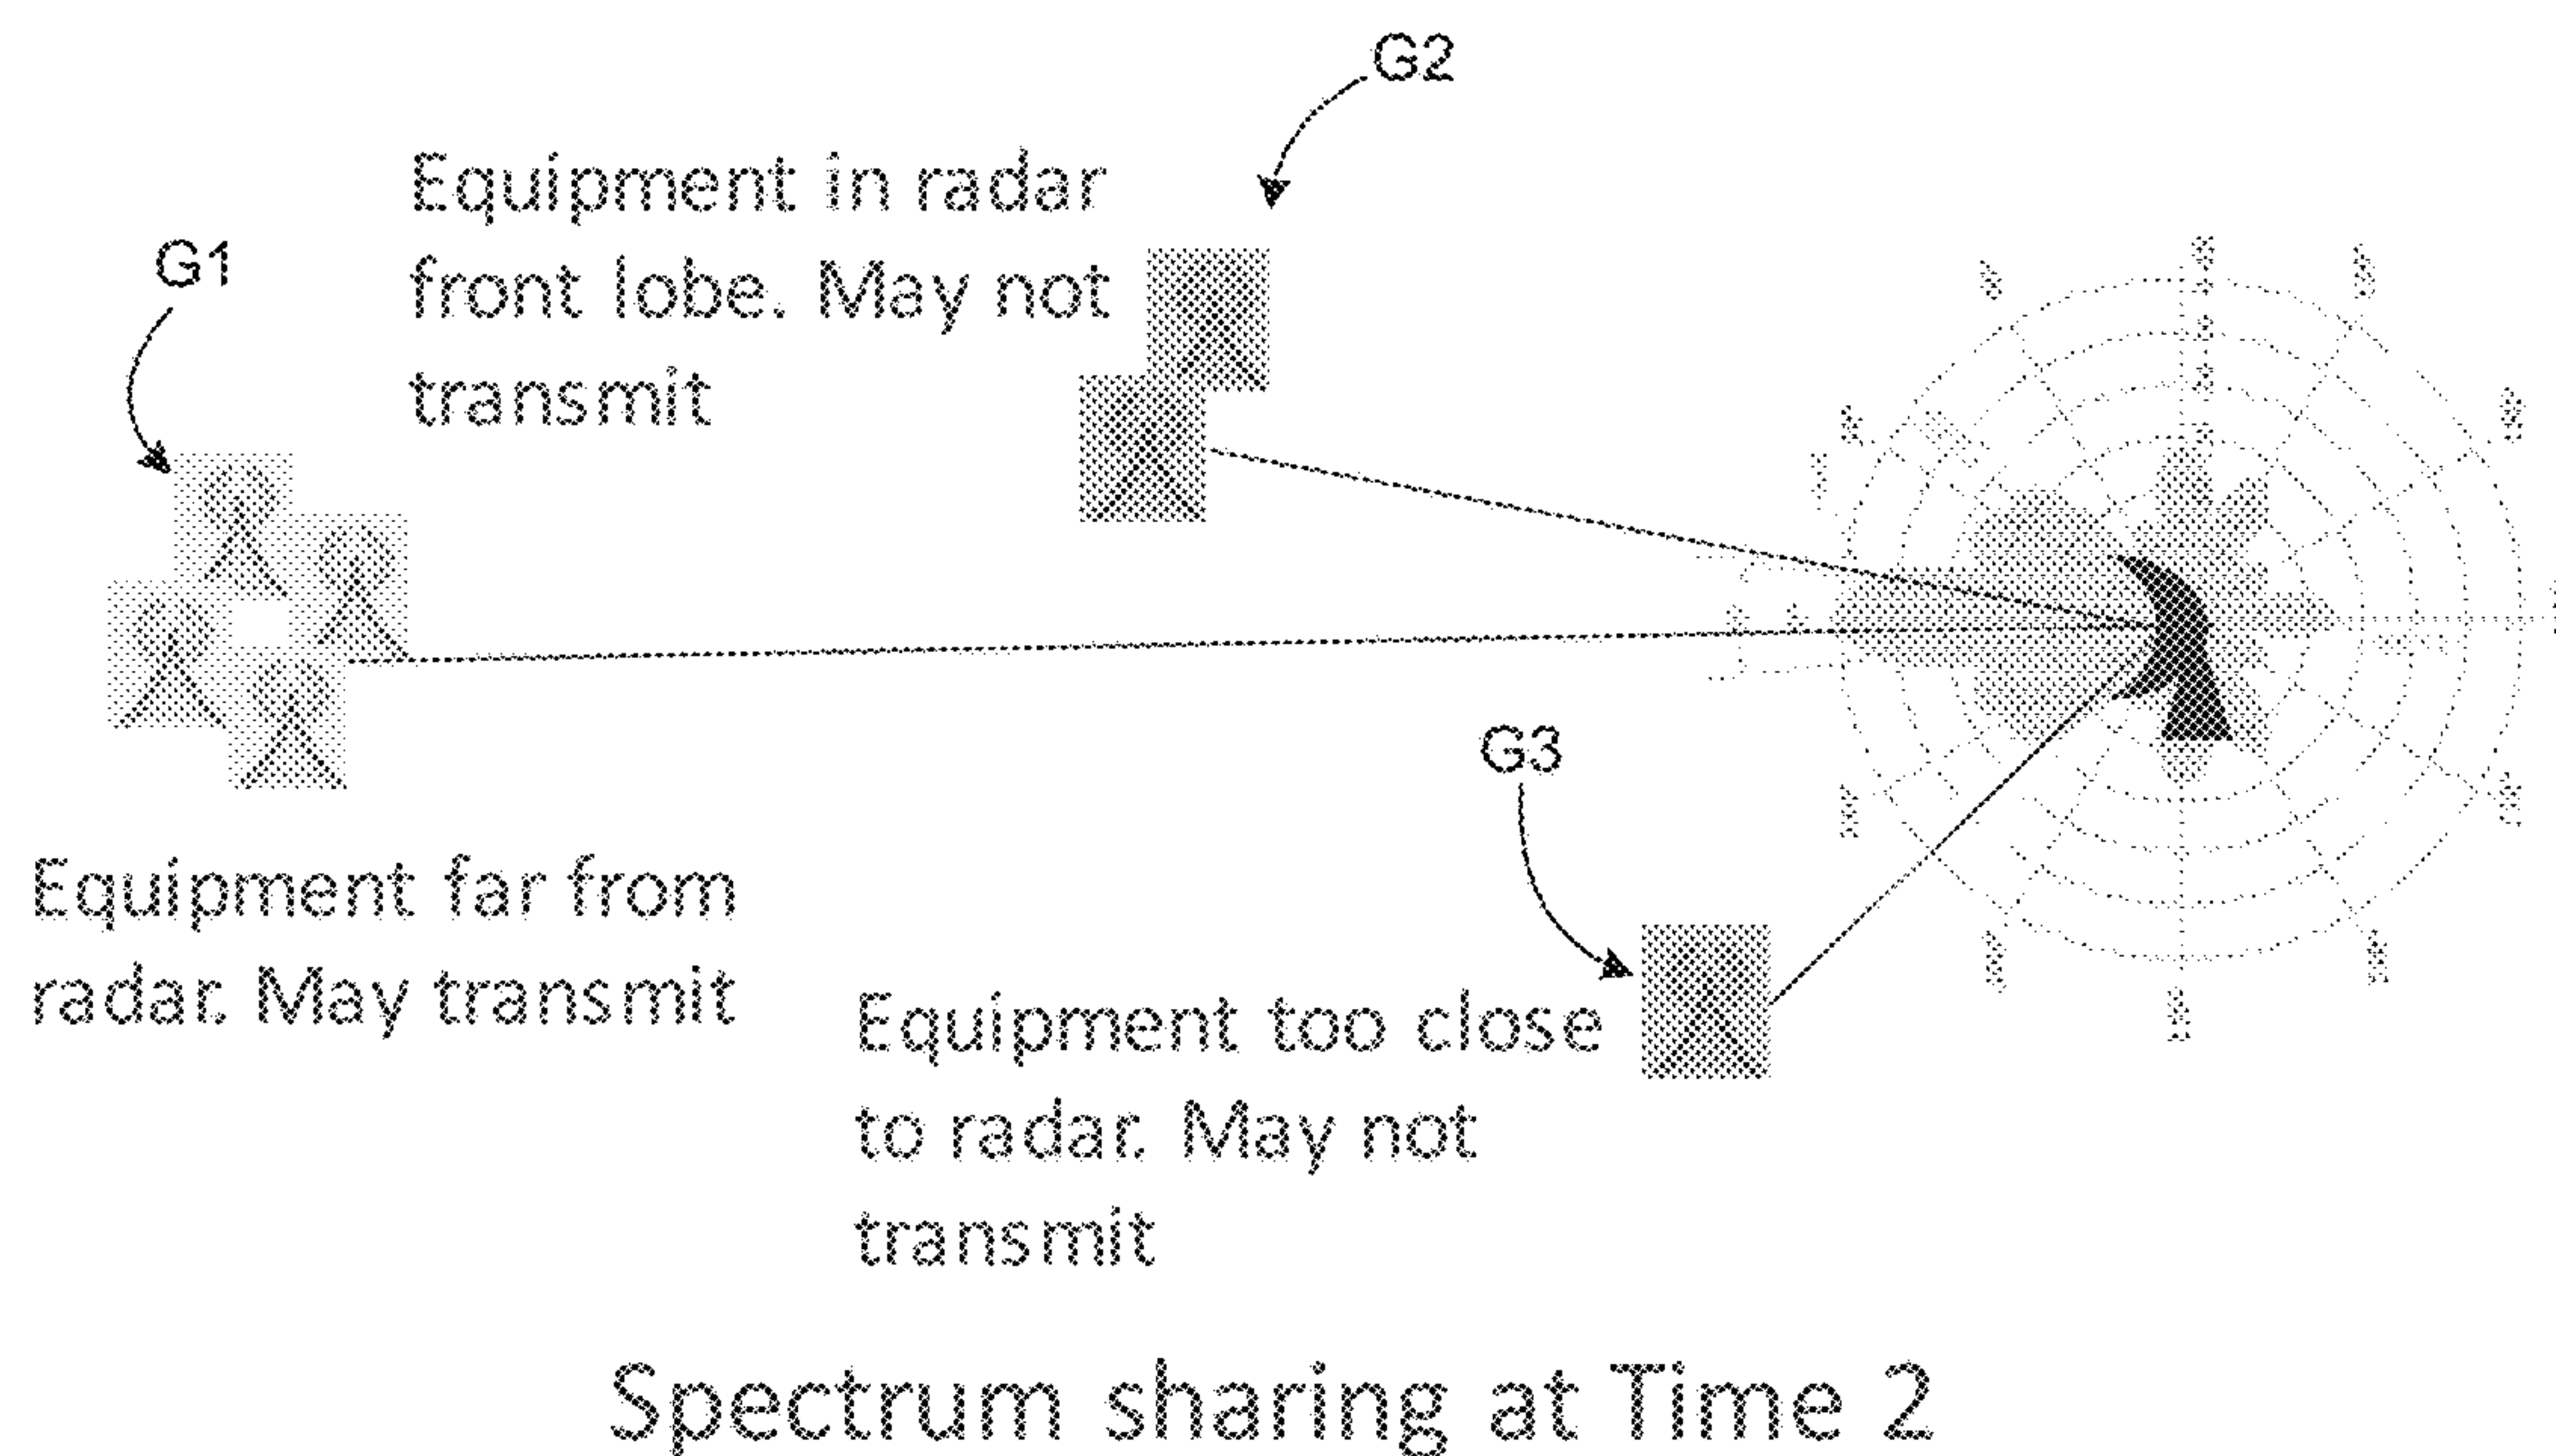 G2
Equipment in radar
front lobe. May not
transmit
G1
G3
Equipment far from
radar. May transmit
Equipment too close
to radar. May not
transmit
Spectrum sharing at Time 2